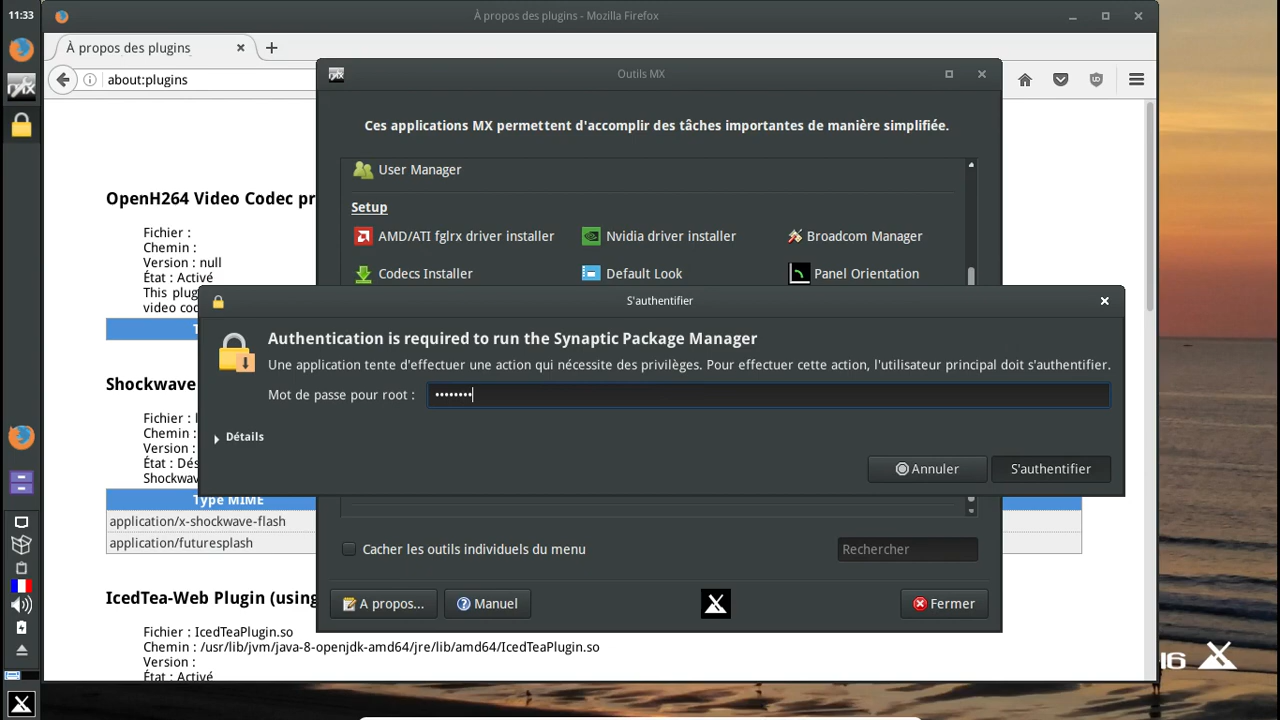 11:33
À propos des plugins - Mozilla Firefox
À propos des plugins
about:plugins
Outils MX
Ces applications MX permettent d'accomplir des tâches importantes de manière simplifiée.
User Manager
Setup
AMD/ATI fglrx driver installer
Nvidia driver installer
Broadcom Manager
Codecs Installer
Default Look
Panel Orientation
OpenH264 Video Codec pr
Fichier :
Chemin :
Version : null
État : Activé
This plug
video coc
S'authentifier
Authentication is required to run the Synaptic Package Manager
Une application tente d'effectuer une action qui nécessite des privilèges. Pour effectuer cette action, l'utilisateur principal doit s'authentifier.
Mot de passe pour root : ••••••••
Détails
Annuler
S'authentifier
Shockwave
Fichier : l
Chemin :
Version :
État : Dés
Shockwav
Type MIME
application/x-shockwave-flash
application/futuresplash
Cacher les outils individuels du menu
Rechercher
A propos...
Manuel
Fermer
IcedTea-Web Plugin (using
Fichier : IcedTeaPlugin.so
Chemin : /usr/lib/jvm/java-8-openjdk-amd64/jre/lib/amd64/IcedTeaPlugin.so
Version :
État : Activé
16